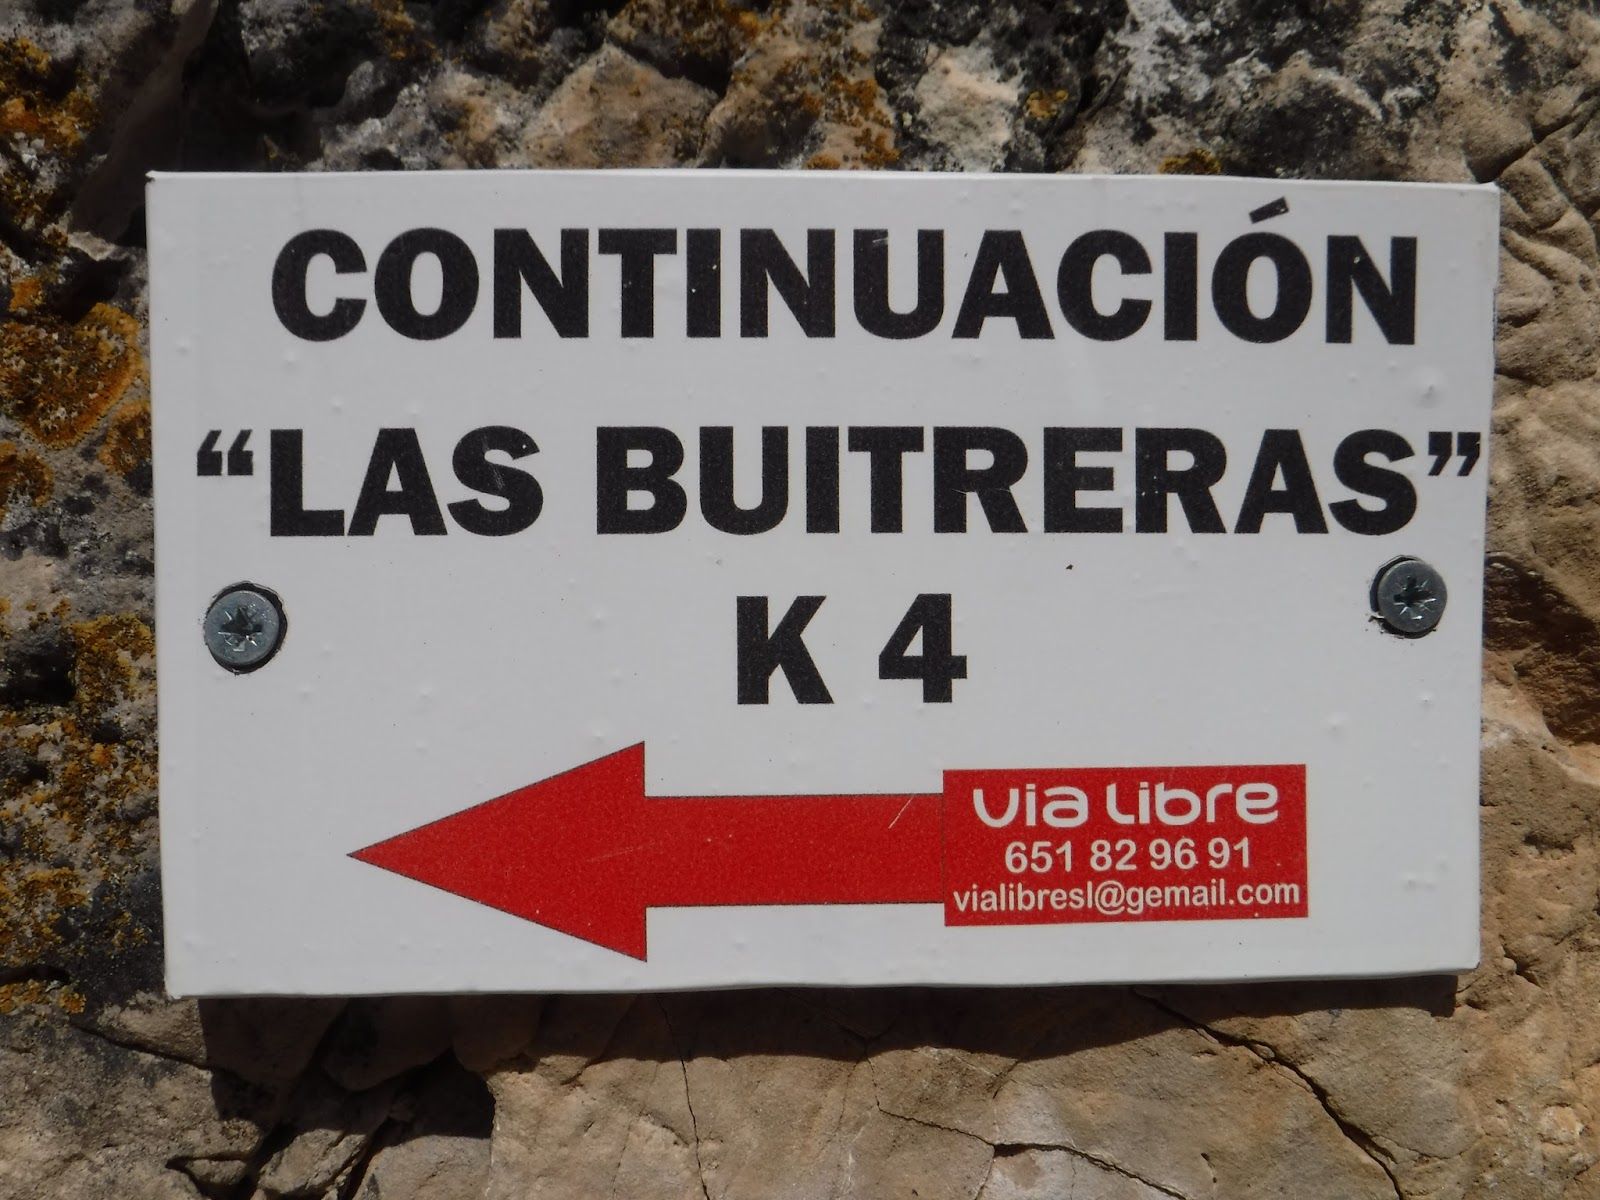 CONTINUACIÓN
“LAS BUITRERAS”
K 4
Via Libre
651 82 96 91
vialibresl@gemail.com